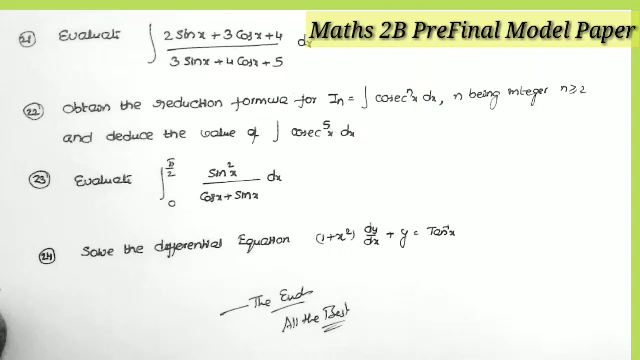 Maths 2B PreFinal Model Paper
21) Evaluate ∫ (2 sin x + 3 cos x + 4)/(3 sin x + 4 cos x + 5) dx
22) Obtain the reduction formula for Iₙ = ∫ cosecⁿx dx, n being integer n ≥ 2
and deduce the value of ∫ cosec⁵x dx
23) Evaluate ∫₀^(π/2) sin²x/(cos x + sin x) dx
24) Solve the differential Equation (1+x²) dy/dx + y = Tan⁻¹x
The End
All the Best